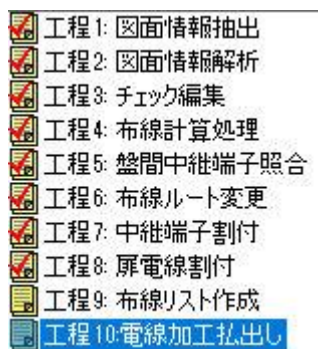 工程1: 図面情報抽出
工程2: 図面情報解析
工程3: チェック編集
工程4: 布線計算処理
工程5: 盤間中継端子照合
工程6: 布線ルート変更
工程7: 中継端子割付
工程8: 扉電線割付
工程9: 布線リスト作成
工程10:電線加工払出し